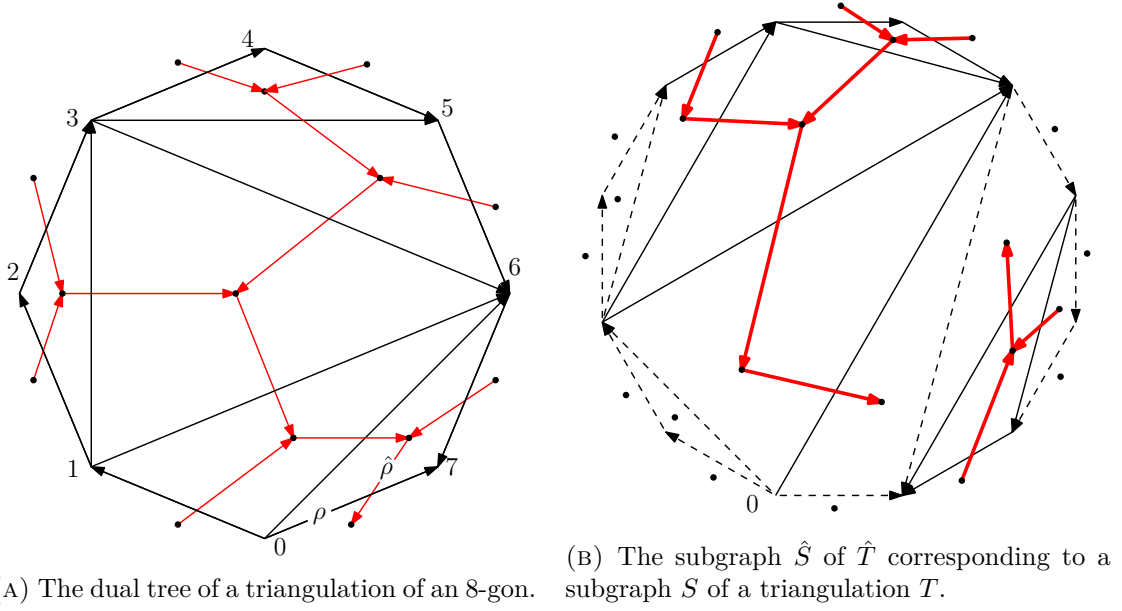 4
3
5
2
6
1
7
ρ̂
ρ
0
0
(A) The dual tree of a triangulation of an 8-gon.
(B) The subgraph Ŝ of T̂ corresponding to a
subgraph S of a triangulation T.